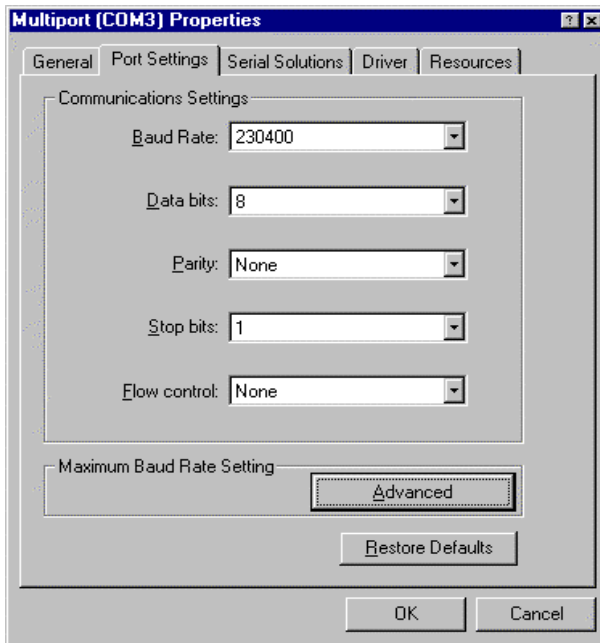 Multiport (COM3) Properties
General Port Settings Serial Solutions Driver Resources
Communications Settings
Baud Rate: 230400
Data bits: 8
Parity: None
Stop bits: 1
Flow control: None
Maximum Baud Rate Setting
Advanced
Restore Defaults
OK Cancel